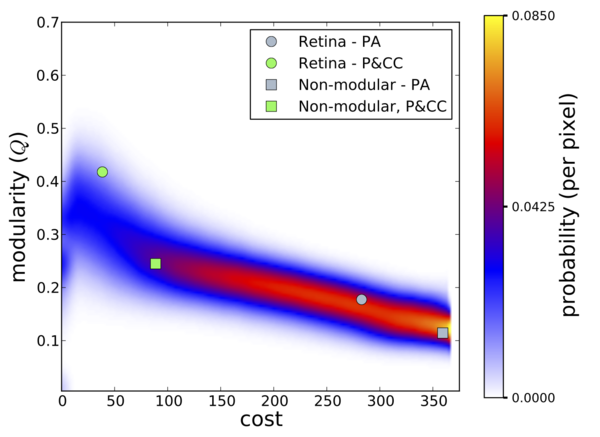 0.7
0.6
0.5
0.4
0.3
0.2
0.1
modularity (Q)
0 50 100 150 200 250 300 350
cost
Retina - PA
Retina - P&CC
Non-modular - PA
Non-modular, P&CC
0.0850
0.0425
0.0000
probability (per pixel)